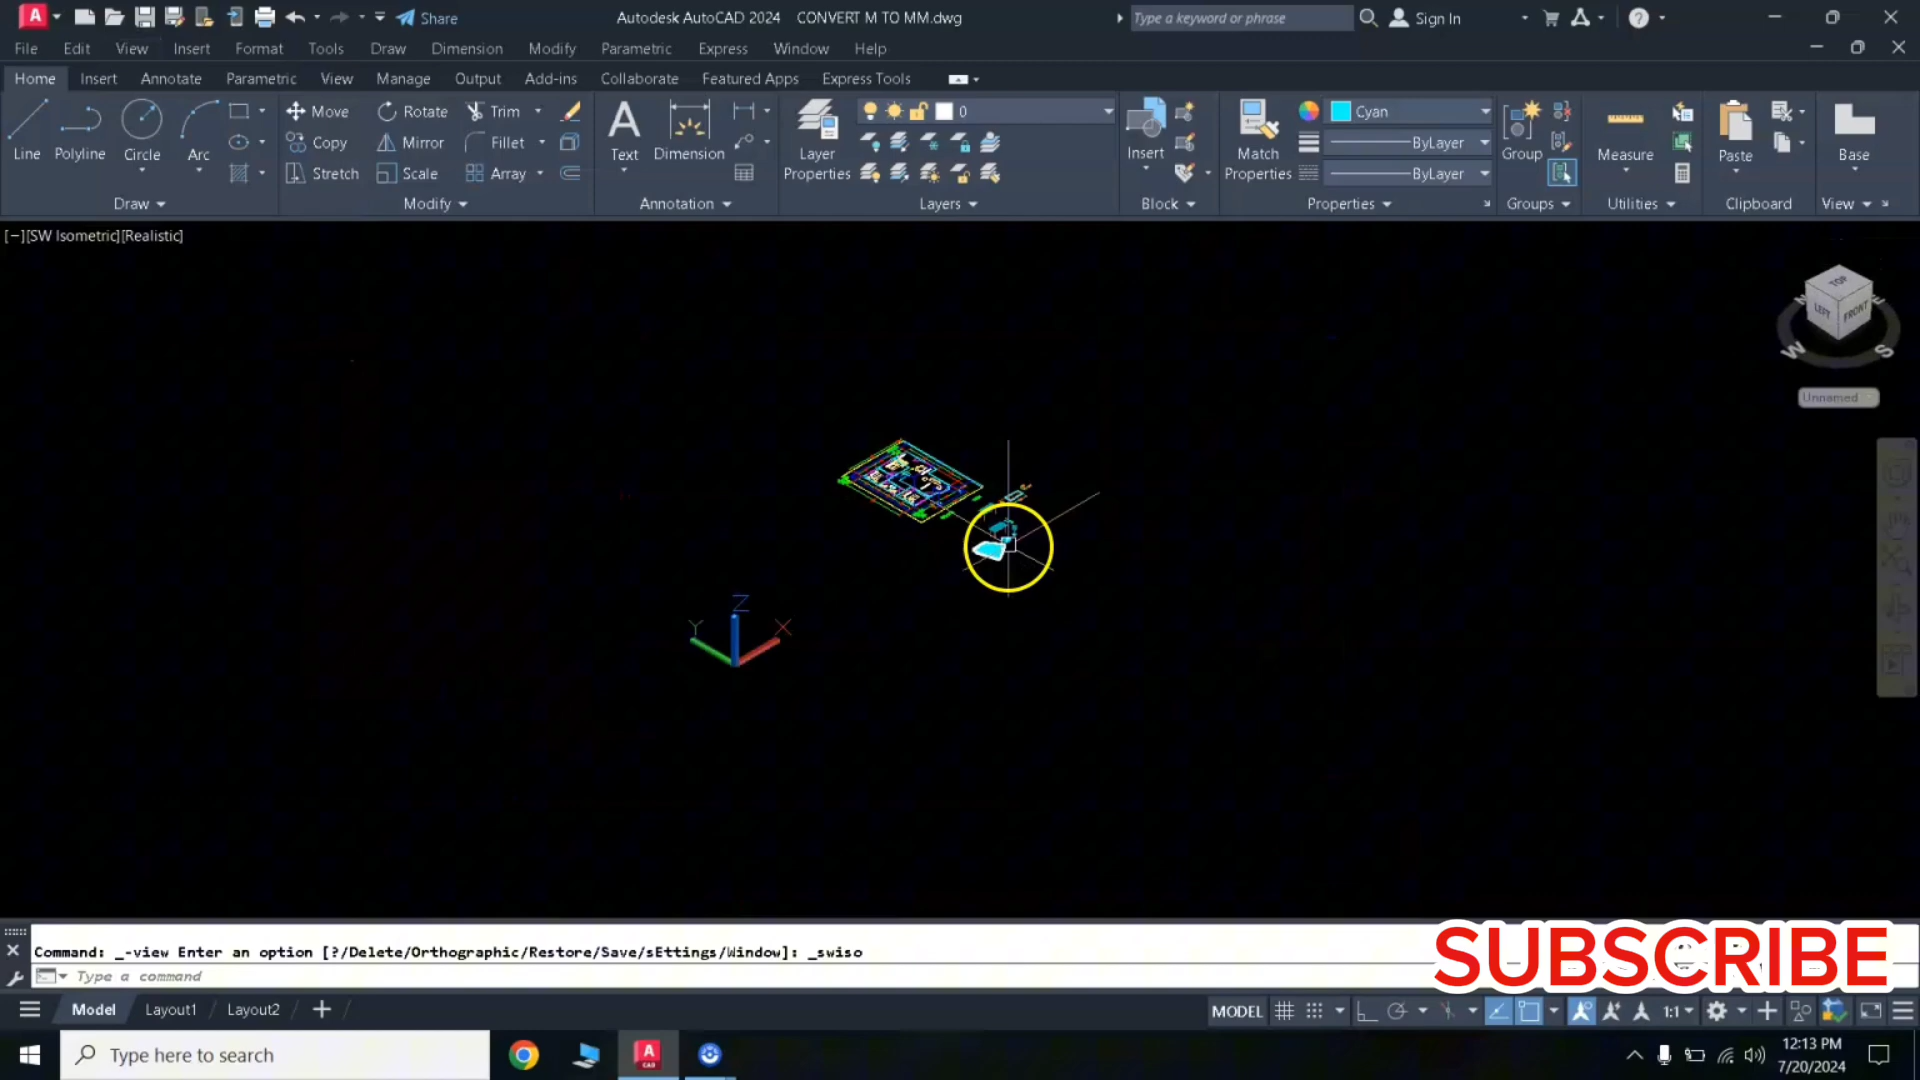 Share
Autodesk AutoCAD 2024 CONVERT M TO MM.dwg
Type a keyword or phrase
Sign In
File Edit View Insert Format Tools Draw Dimension Modify Parametric Express Window Help
Home Insert Annotate Parametric View Manage Output Add-ins Collaborate Featured Apps Express Tools
Line Polyline Circle Arc
Move Rotate Trim
Copy Mirror Fillet
Stretch Scale Array
Text Dimension
Layer
Properties
0
Insert
Match
Properties
Cyan
ByLayer
ByLayer
Group
Measure
Paste
Base
Draw Modify Annotation Layers Block Properties Groups Utilities Clipboard View
[−][SW Isometric][Realistic]
TOP
LEFT FRONT
N E
W S
Unnamed
Z
Y X
Command: _-view Enter an option [?/Delete/Orthographic/Restore/Save/sEttings/Window]: _swiso
Type a command
SUBSCRIBE
Model Layout1 Layout2
MODEL 1:1
Type here to search
A
CAD
12:13 PM
7/20/2024